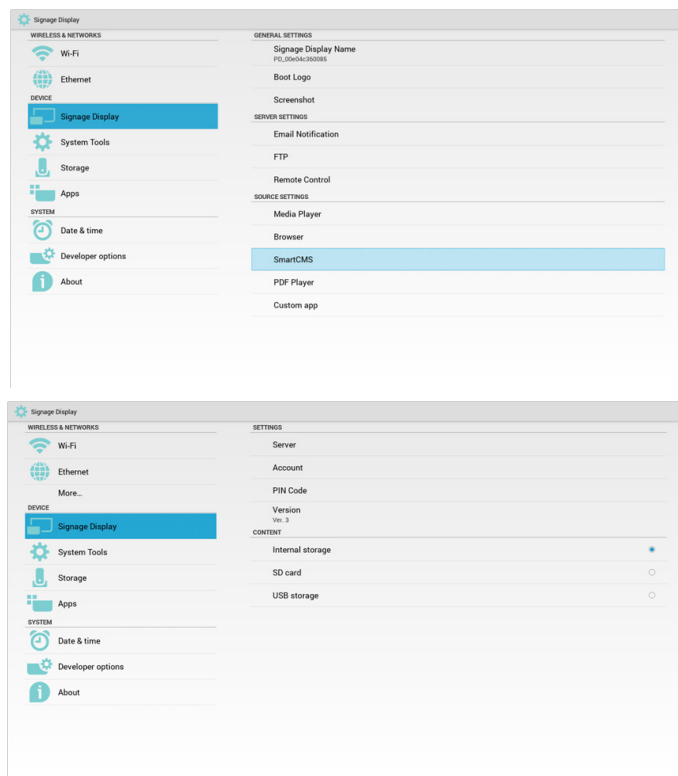 Signage Display
WIRELESS & NETWORKS
Wi-Fi
Ethernet
DEVICE
Signage Display
System Tools
Storage
Apps
SYSTEM
Date & time
Developer options
About
GENERAL SETTINGS
Signage Display Name
PD_00e04c360085
Boot Logo
Screenshot
SERVER SETTINGS
Email Notification
FTP
Remote Control
SOURCE SETTINGS
Media Player
Browser
SmartCMS
PDF Player
Custom app
Signage Display
WIRELESS & NETWORKS
Wi-Fi
Ethernet
More...
DEVICE
Signage Display
System Tools
Storage
Apps
SYSTEM
Date & time
Developer options
About
SETTINGS
Server
Account
PIN Code
Version
Ver. 3
CONTENT
Internal storage
SD card
USB storage